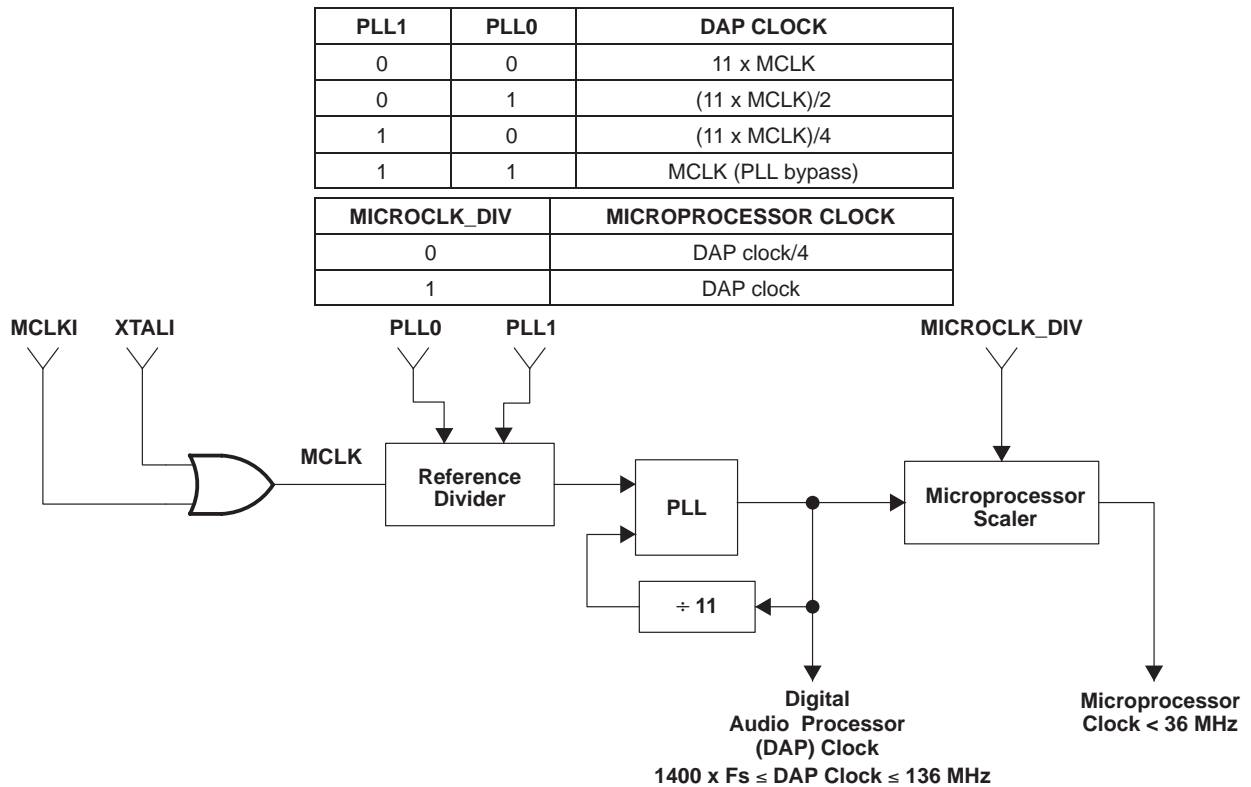 PLL1 PLL0 DAP CLOCK
0 0 11 x MCLK
0 1 (11 x MCLK)/2
1 0 (11 x MCLK)/4
1 1 MCLK (PLL bypass)
MICROCLK_DIV MICROPROCESSOR CLOCK
0 DAP clock/4
1 DAP clock
MCLKI XTALI PLL0 PLL1 MICROCLK_DIV
MCLK
Reference
Divider
PLL
Microprocessor
Scaler
÷ 11
Digital
Audio Processor
(DAP) Clock
1400 x Fs ≤ DAP Clock ≤ 136 MHz
Microprocessor
Clock < 36 MHz